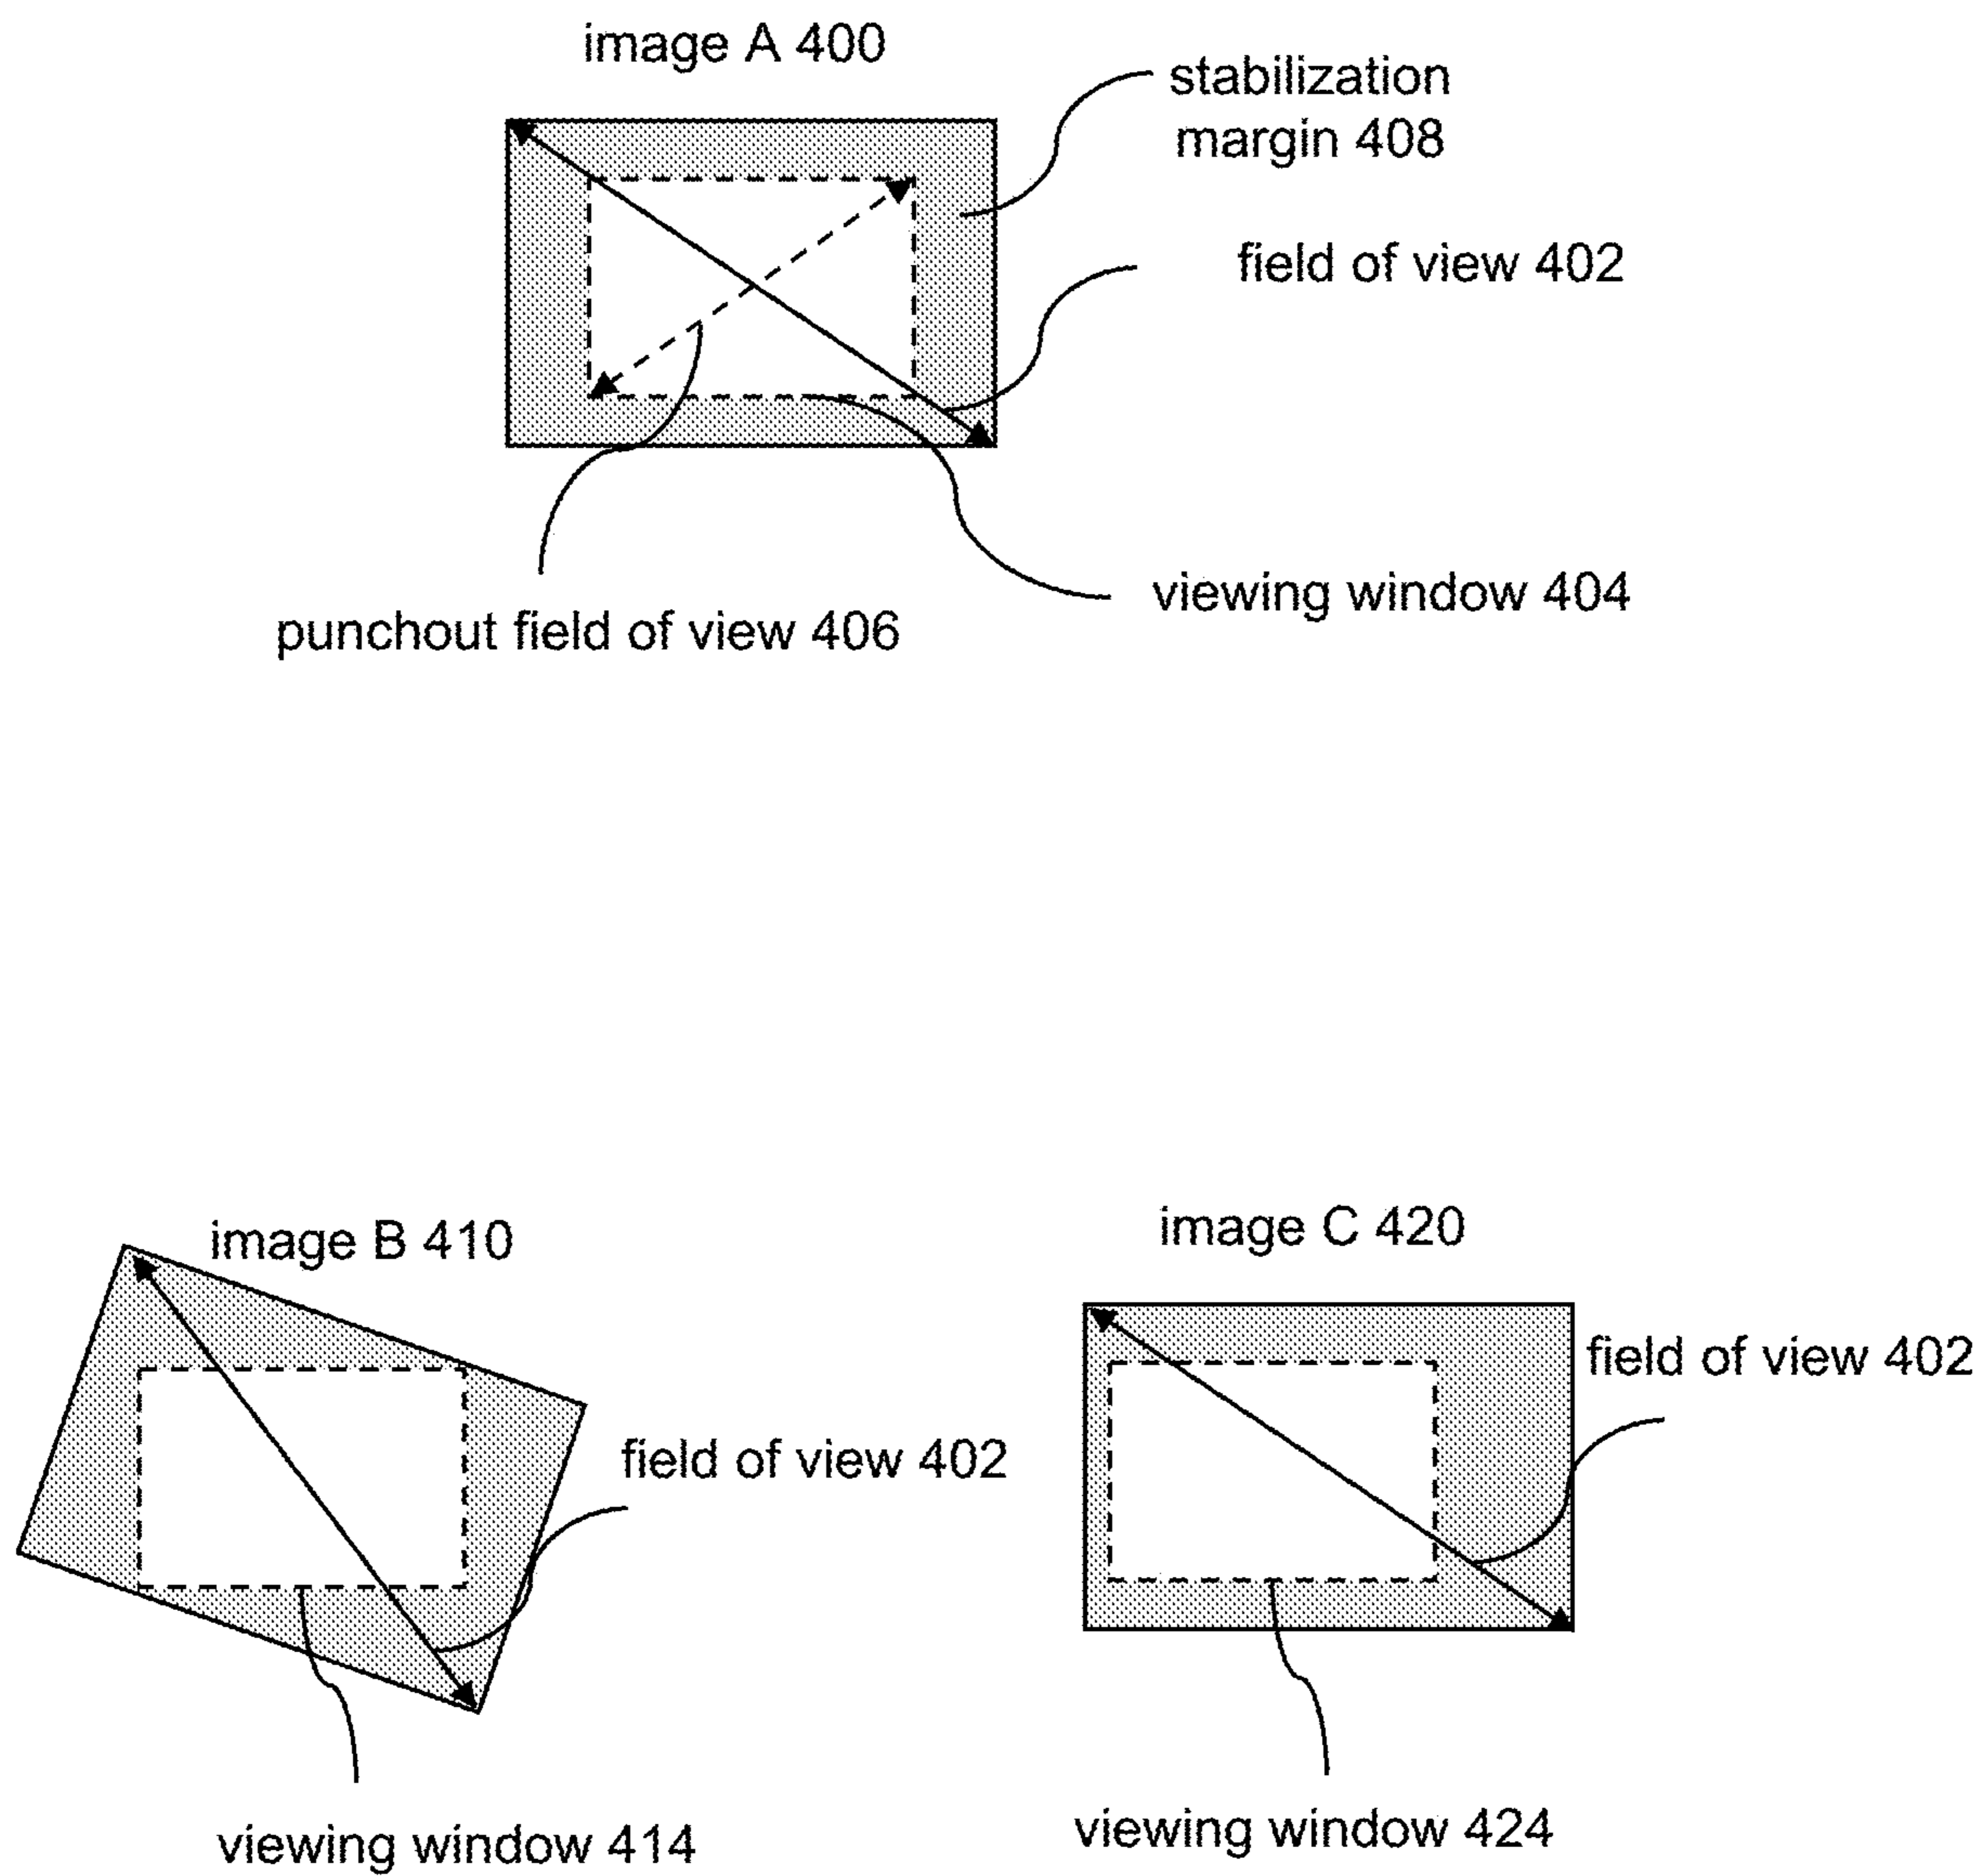 image A 400
stabilization
margin 408
field of view 402
viewing window 404
punchout field of view 406
image B 410
image C 420
field of view 402
field of view 402
viewing window 414
viewing window 424